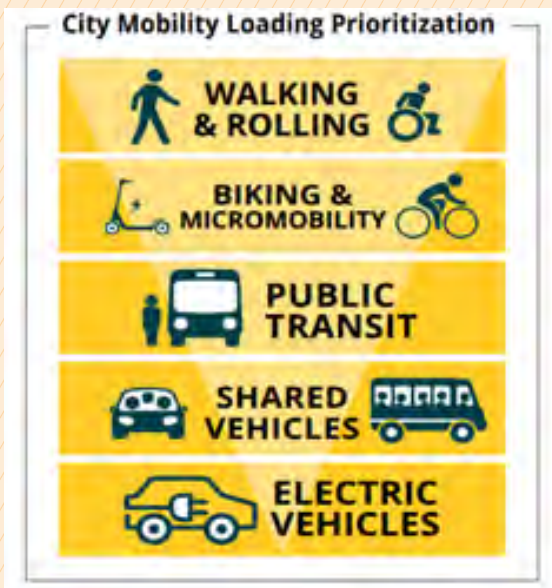 City Mobility Loading Prioritization
WALKING
& ROLLING
BIKING &
MICROMOBILITY
PUBLIC
TRANSIT
SHARED
VEHICLES
ELECTRIC
VEHICLES